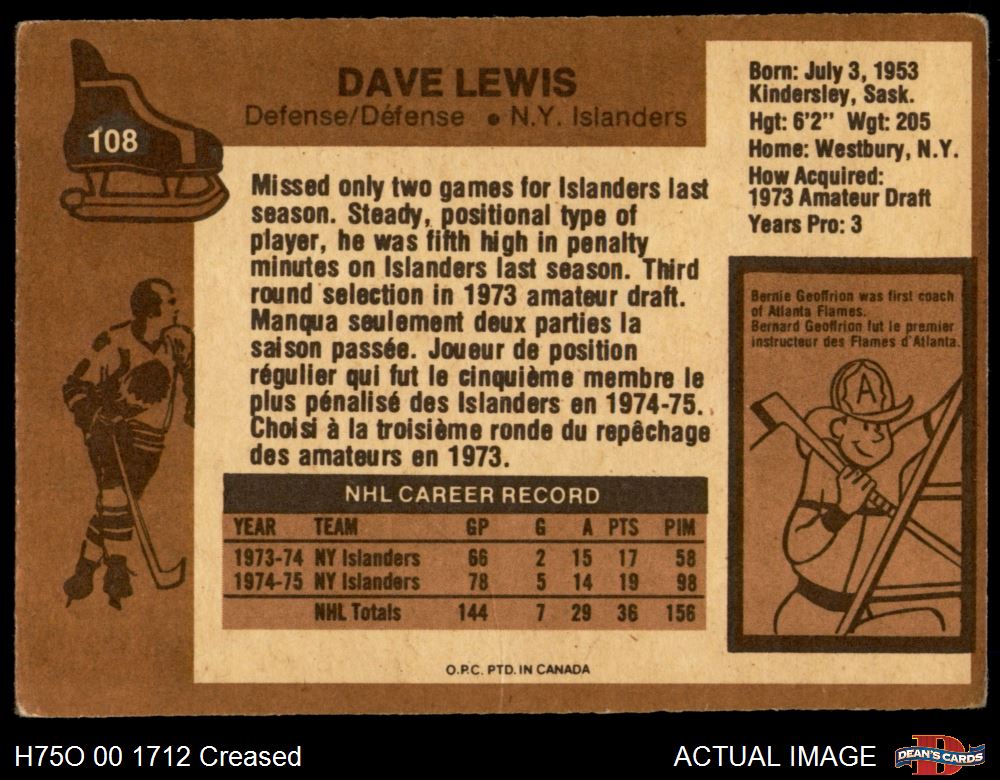 108
DAVE LEWIS
Defense/Défense • N.Y. Islanders
Born: July 3, 1953
Kindersley, Sask.
Hgt: 6'2" Wgt: 205
Home: Westbury, N.Y.
How Acquired:
1973 Amateur Draft
Years Pro: 3
Missed only two games for Islanders last
season. Steady, positional type of
player, he was fifth high in penalty
minutes on Islanders last season. Third
round selection in 1973 amateur draft.
Manqua seulement deux parties la
saison passée. Joueur de position
régulier qui fut le cinquième membre le
plus pénalisé des Islanders en 1974-75.
Choisi à la troisième ronde du repêchage
des amateurs en 1973.
Bernie Geoffrion was first coach
of Atlanta Flames.
Bernard Geoffrion fut le premier
instructeur des Flames d'Atlanta.
A
NHL CAREER RECORD
YEAR TEAM GP G A PTS PIM
1973-74 NY Islanders 66 2 15 17 58
1974-75 NY Islanders 78 5 14 19 98
NHL Totals 144 7 29 36 156
O.P.C. PTD. IN CANADA
H75O 00 1712 Creased
ACTUAL IMAGE
DEAN'S CARDS